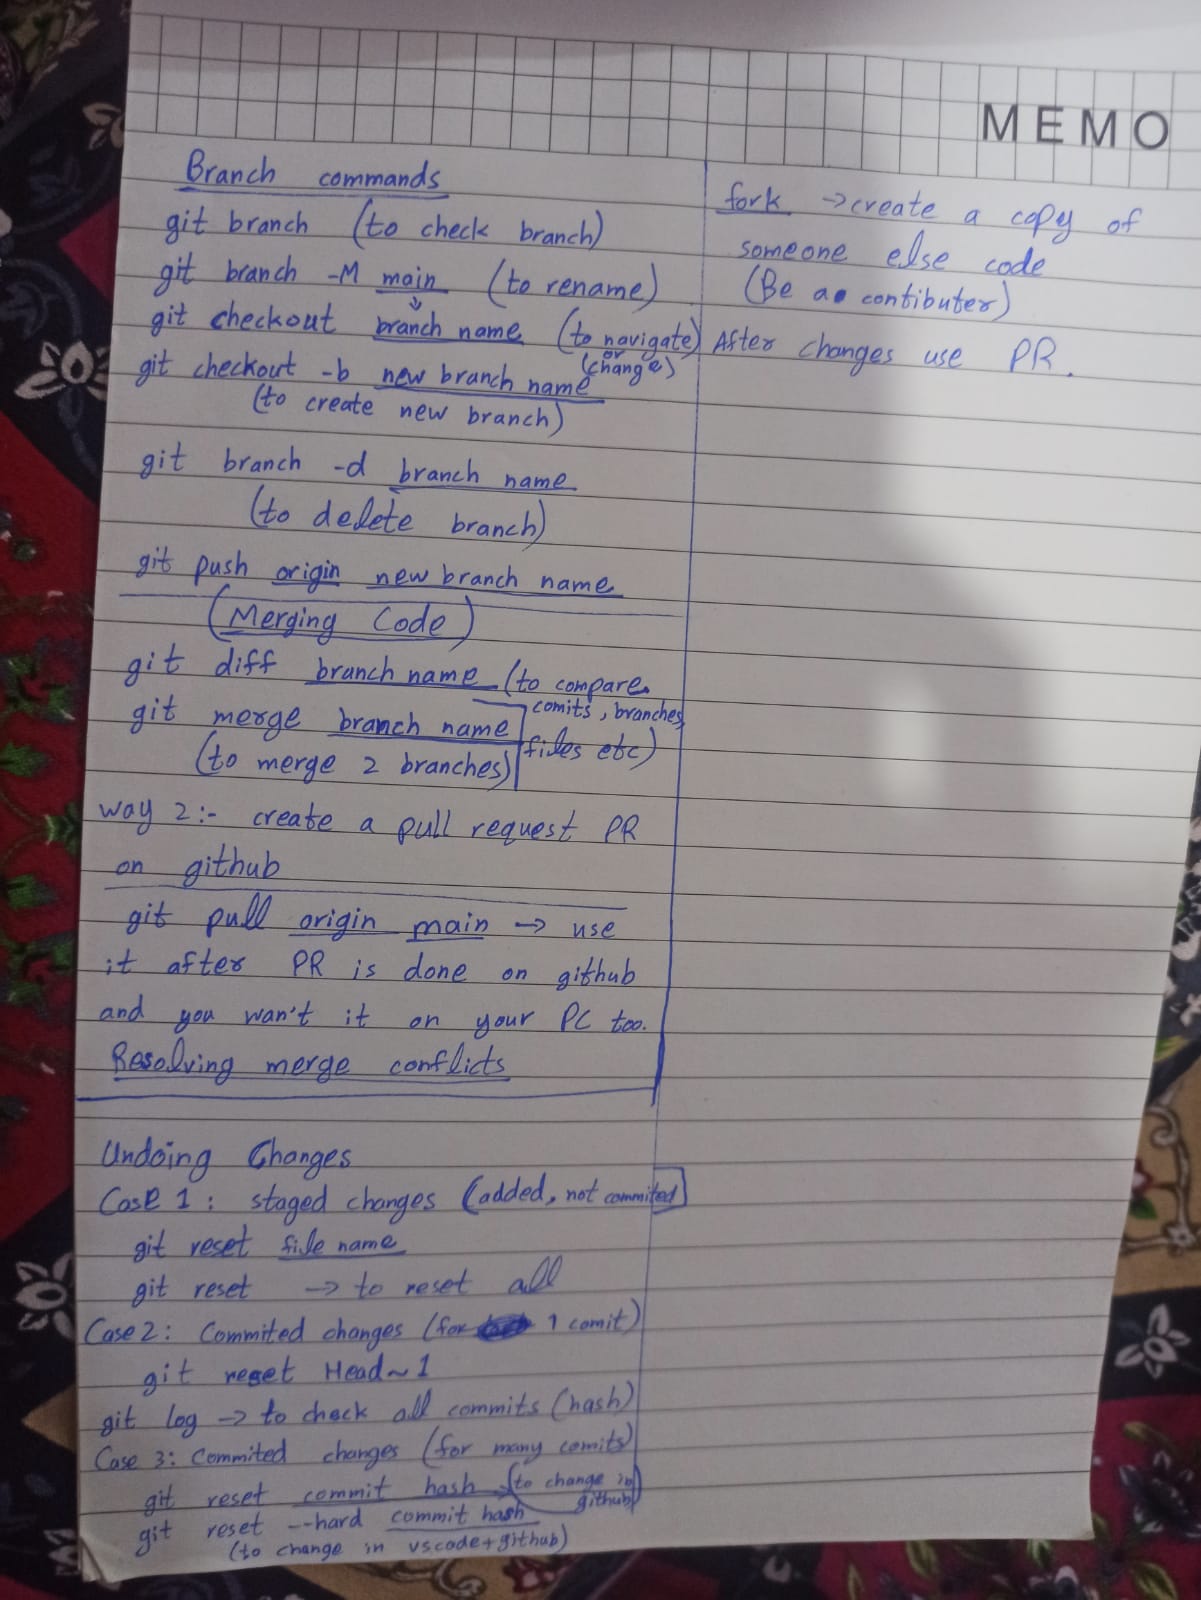 MEMO
Branch commands
git branch (to check branch)
git branch -M main (to rename)
git checkout branch name (to navigate)
or
(change)
git checkout -b new branch name
(to create new branch)
git branch -d branch name
(to delete branch)
git push origin new branch name
(Merging Code)
git diff branch name (to compare
comits, branches,
files etc)
git merge branch name
(to merge 2 branches)
way 2:- create a pull request PR
on github
git pull origin main → use
it after PR is done on github
and you wan't it on your PC too.
Resolving merge conflicts
Undoing Changes
Case 1: staged changes (added, not commited)
git reset file name
git reset → to reset all
Case 2: Commited changes (for 1 comit)
git reset Head~1
git log → to check all commits (hash)
Case 3: Commited changes (for many comits)
git reset commit hash (to change in
github)
git reset --hard commit hash
(to change in vscode+github)
fork → create a copy of
someone else code
(Be a contibuter)
After changes use PR.